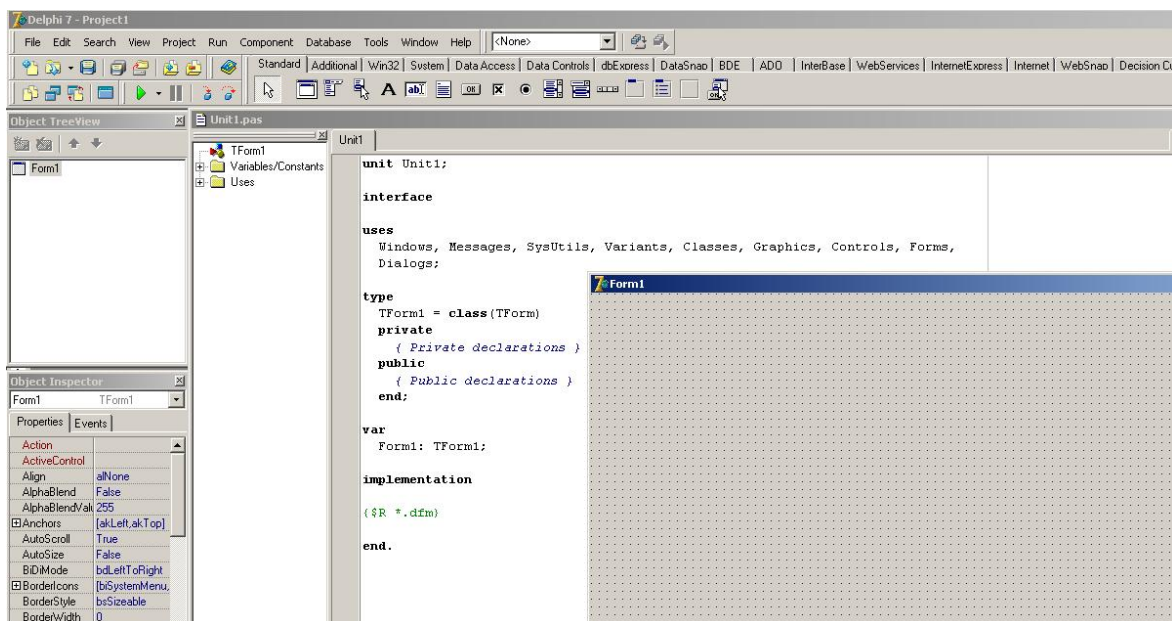 Delphi 7 - Project1
File Edit Search View Project Run Component Database Tools Window Help <None>
Standard Additional Win32 System Data Access Data Controls dbExpress DataSnap BDE ADO InterBase WebServices InternetExpress Internet WebSnap Decision Cu
Object TreeView
Form1
Unit1.pas
TForm1
Variables/Constants
Uses
Unit1
unit Unit1;
interface
uses
Windows, Messages, SysUtils, Variants, Classes, Graphics, Controls, Forms,
Dialogs;
type
TForm1 = class(TForm)
private
{ Private declarations }
public
{ Public declarations }
end;
var
Form1: TForm1;
implementation
{$R *.dfm}
end.
Form1
Object Inspector
Form1 TForm1
Properties Events
Action
ActiveControl
Align alNone
AlphaBlend False
AlphaBlendVal 255
Anchors [akLeft,akTop]
AutoScroll True
AutoSize False
BiDiMode bdLeftToRight
BorderIcons [biSystemMenu,
BorderStyle bsSizeable
BorderWidth 0